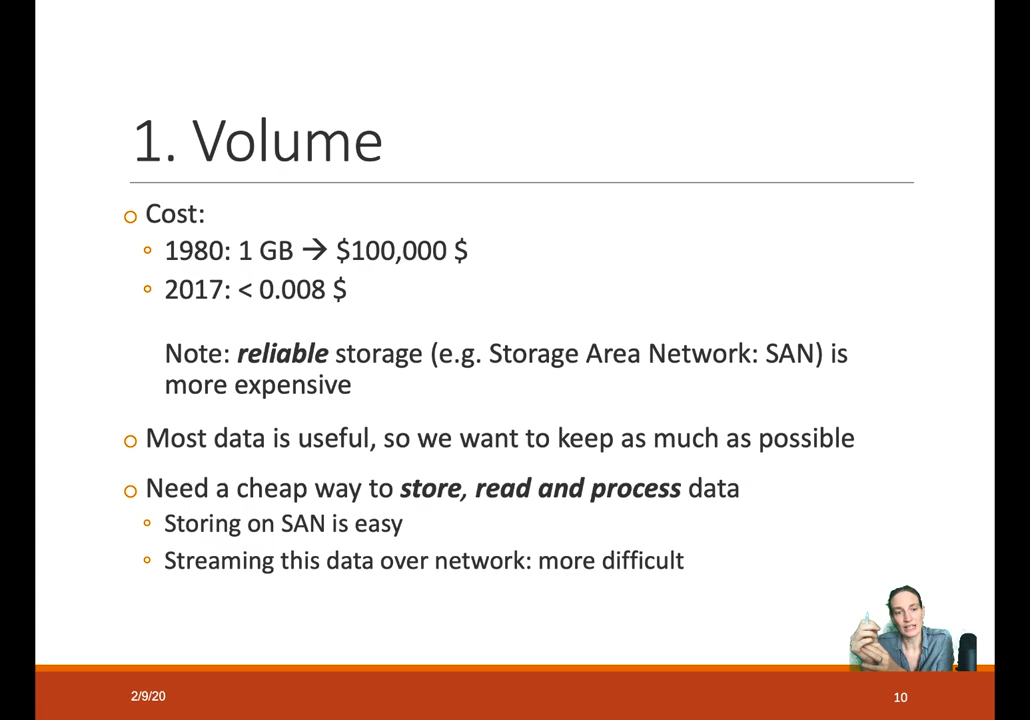 1. Volume
Cost:
1980: 1 GB → $100,000 $
2017: < 0.008 $
Note: reliable storage (e.g. Storage Area Network: SAN) is
more expensive
Most data is useful, so we want to keep as much as possible
Need a cheap way to store, read and process data
Storing on SAN is easy
Streaming this data over network: more difficult
2/9/20
10